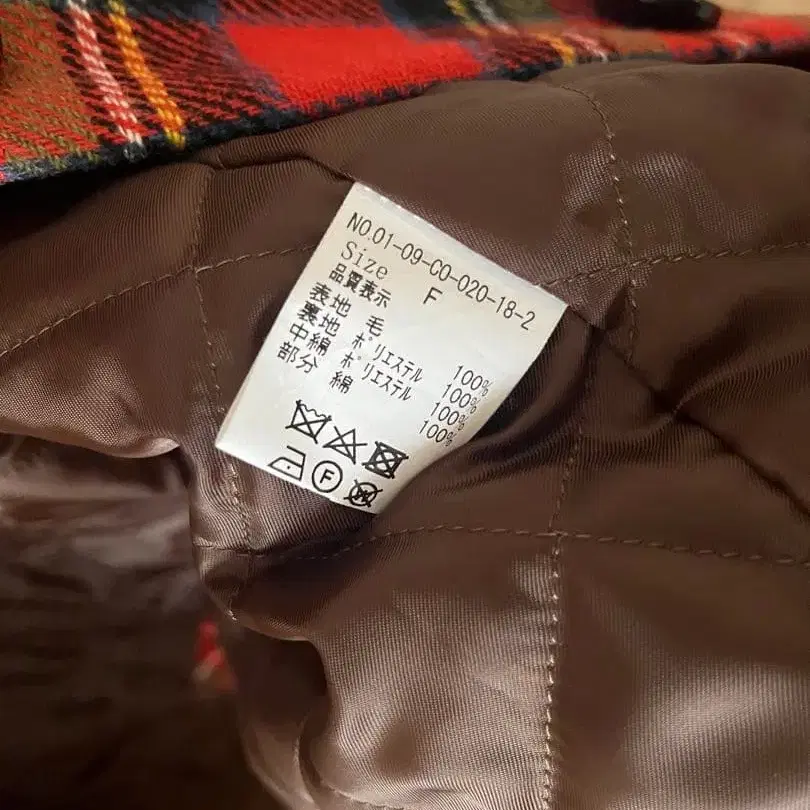 NO.01-09-CO-020-18-2
Size F
品質表示
表地 毛 100%
裏地 ポリエステル 100%
中綿 ポリエステル 100%
部分 綿 100%
F W